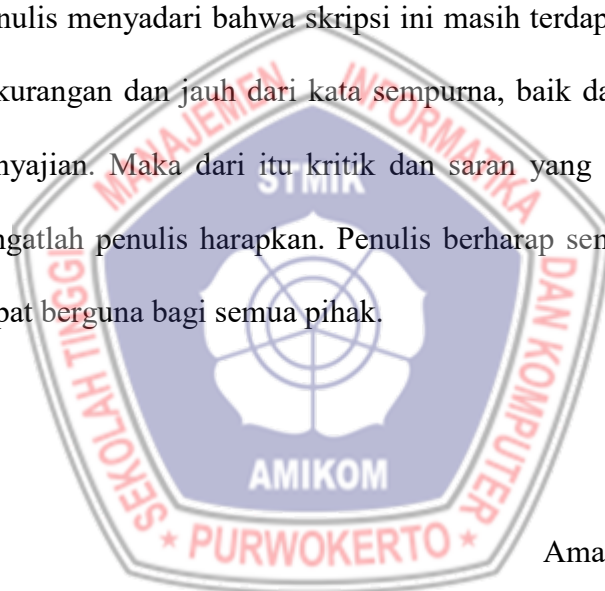 nulis menyadari bahwa skripsi ini masih terdap
kurangan dan jauh dari kata sempurna, baik da
nyajian. Maka dari itu kritik dan saran yang
ngatlah penulis harapkan. Penulis berharap sem
pat berguna bagi semua pihak.
SEKOLAH TINGGI MANAJEMEN INFORMATIKA DAN KOMPUTER
STMIK
AMIKOM
* PURWOKERTO *
Ama